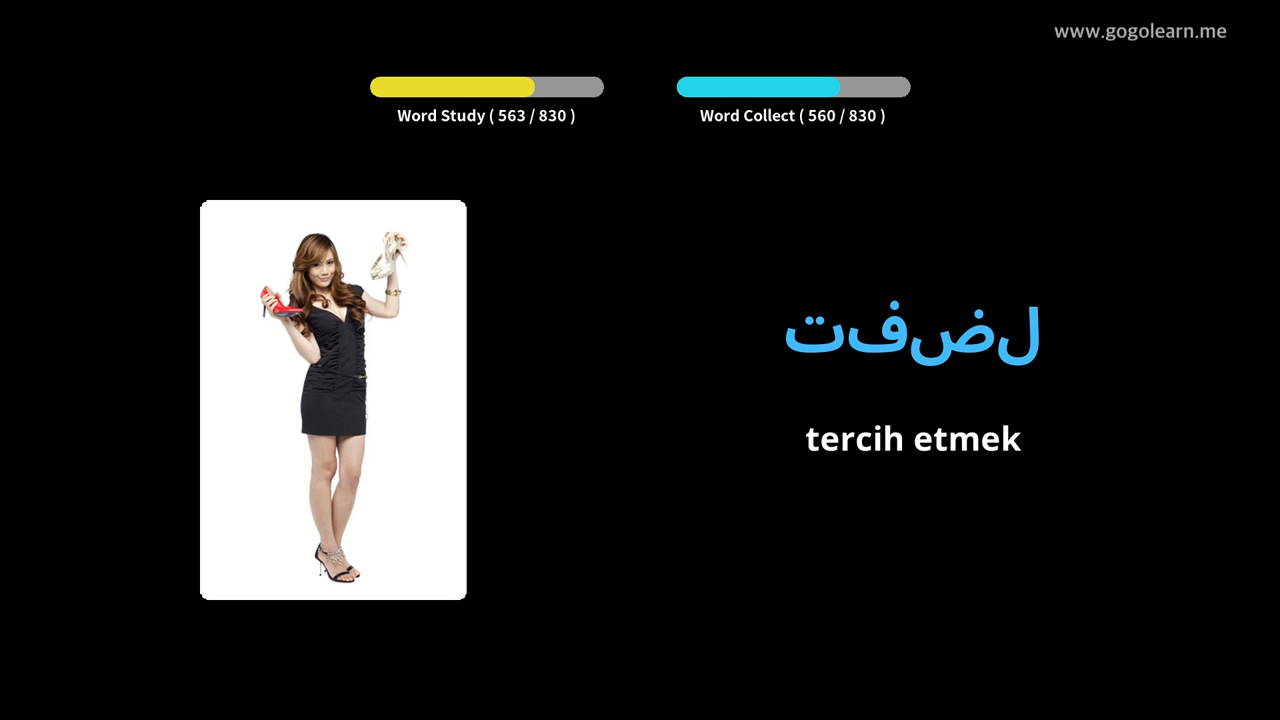 www.gogolearn.me
Word Study ( 563 / 830 )
Word Collect ( 560 / 830 )
تفضل
tercih etmek